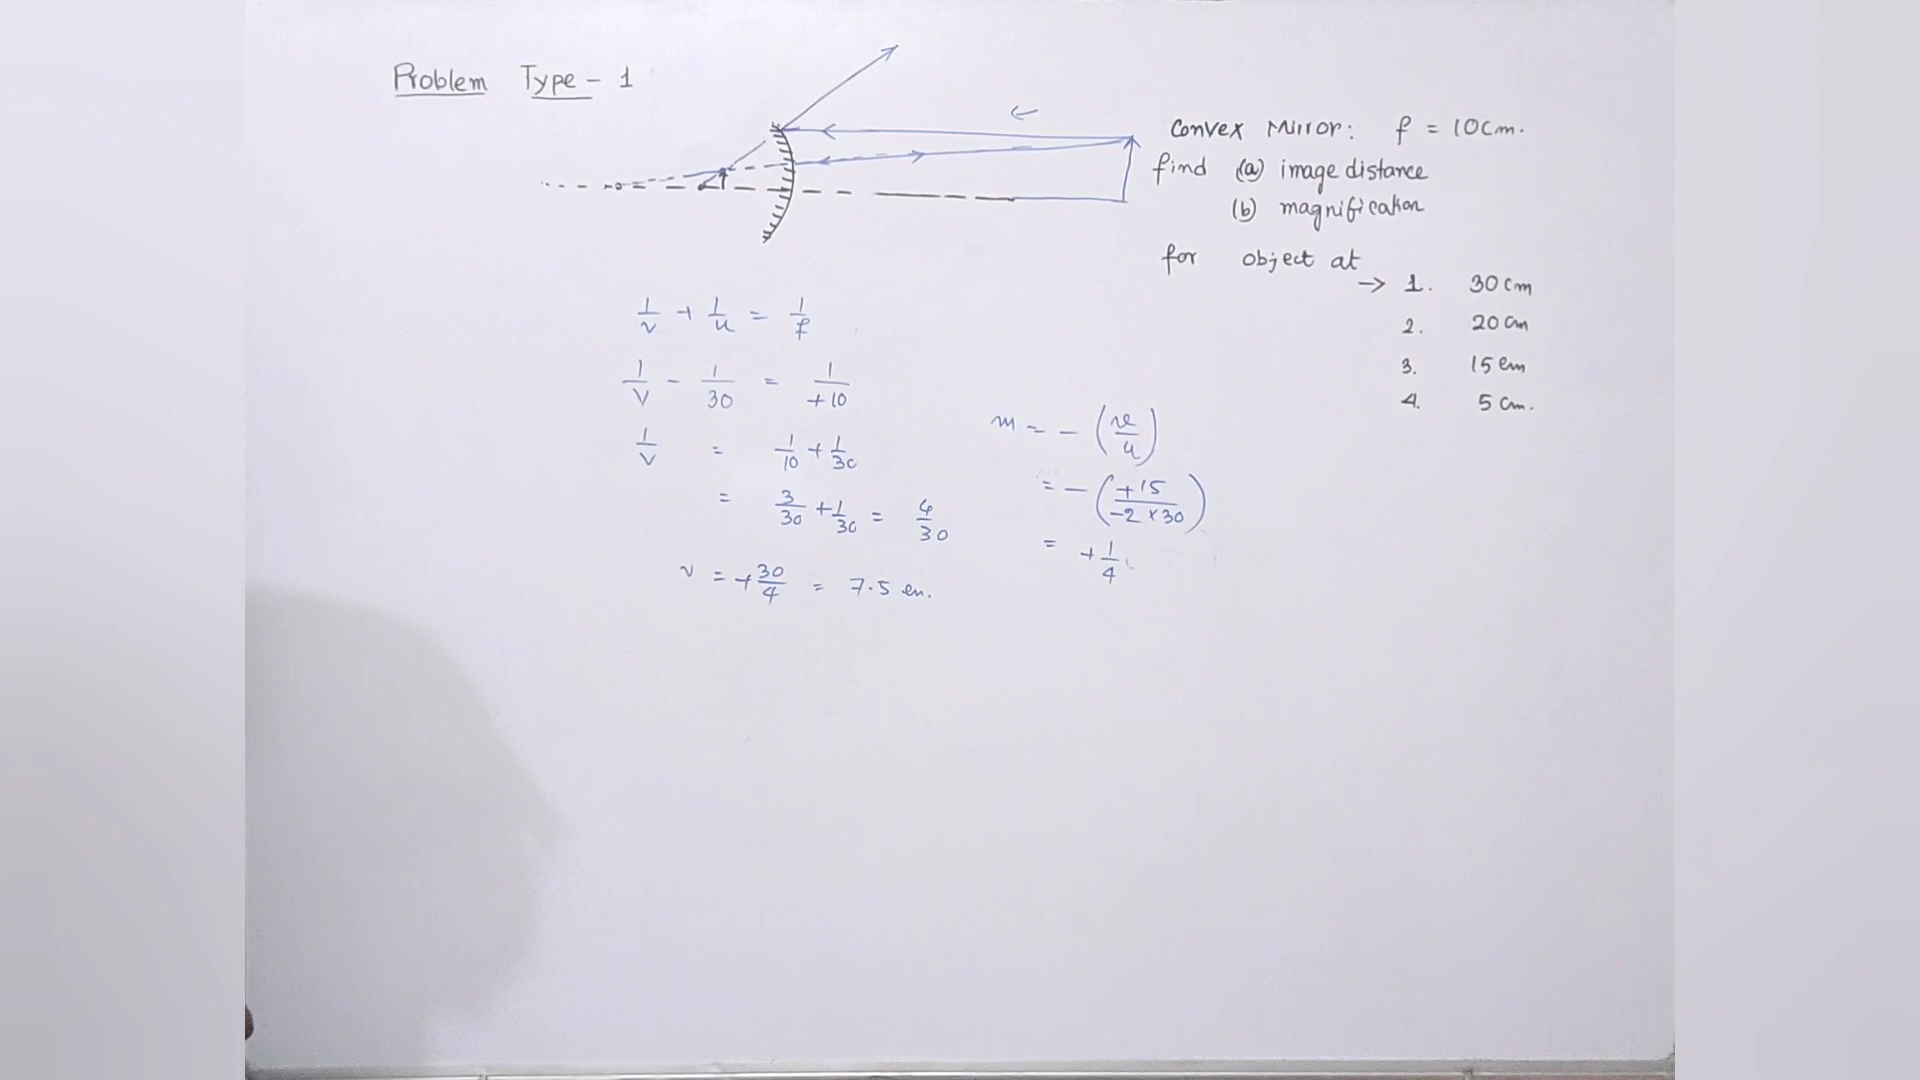 Problem Type - 1
Convex Mirror: f = 10cm.
find (a) image distance
(b) magnification
for object at
→ 1. 30 cm
2. 20 cm
3. 15 cm
4. 5 cm.
1/v + 1/u = 1/f
1/v - 1/30 = 1/+10
1/v = 1/10 + 1/30
= 3/30 + 1/30 = 4/30
v = +30/4 = 7.5 cm.
m = - (v/u)
= - (+15/-2×30)
= +1/4